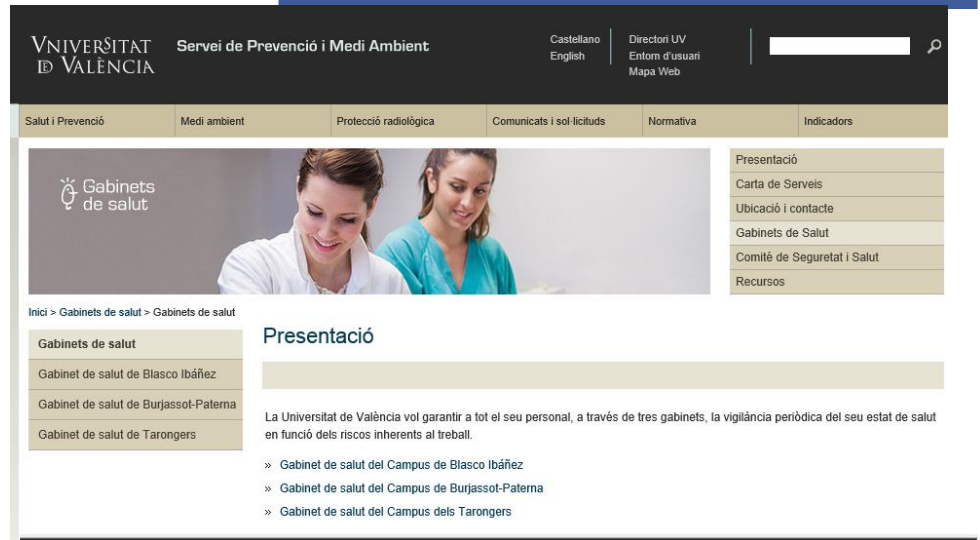 VNIVERSITAT
ID VALÈNCIA
Servei de Prevenció i Medi Ambient
Castellano
English
Directori UV
Entorn d'usuari
Mapa Web
Salut i Prevenció
Medi ambient
Protecció radiològica
Comunicats i sol·licituds
Normativa
Indicadors
Gabinets
de salut
Presentació
Carta de Serveis
Ubicació i contacte
Gabinets de Salut
Comité de Seguretat i Salut
Recursos
Inici > Gabinets de salut > Gabinets de salut
Gabinets de salut
Gabinet de salut de Blasco Ibáñez
Gabinet de salut de Burjassot-Paterna
Gabinet de salut de Tarongers
Presentació
La Universitat de València vol garantir a tot el seu personal, a través de tres gabinets, la vigilància periòdica del seu estat de salut
en funció dels riscos inherents al treball.
» Gabinet de salut del Campus de Blasco Ibáñez
» Gabinet de salut del Campus de Burjassot-Paterna
» Gabinet de salut del Campus dels Tarongers